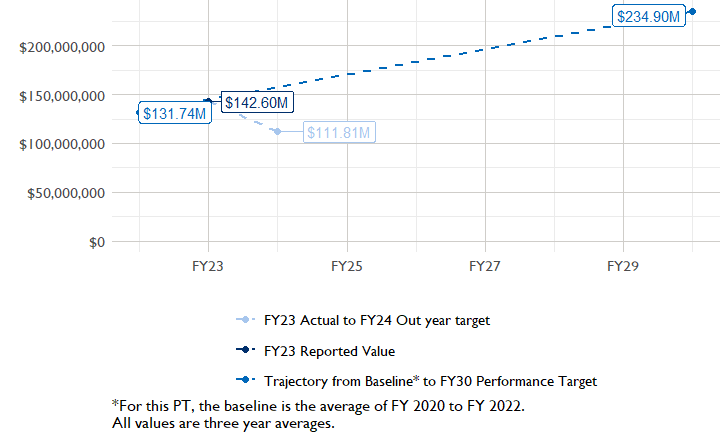 $234.90M
$200,000,000
$150,000,000
$142.60M
$131.74M
$111.81M
$100,000,000
$50,000,000
$0
FY23 FY25 FY27 FY29
FY23 Actual to FY24 Out year target
FY23 Reported Value
Trajectory from Baseline* to FY30 Performance Target
*For this PT, the baseline is the average of FY 2020 to FY 2022.
All values are three year averages.